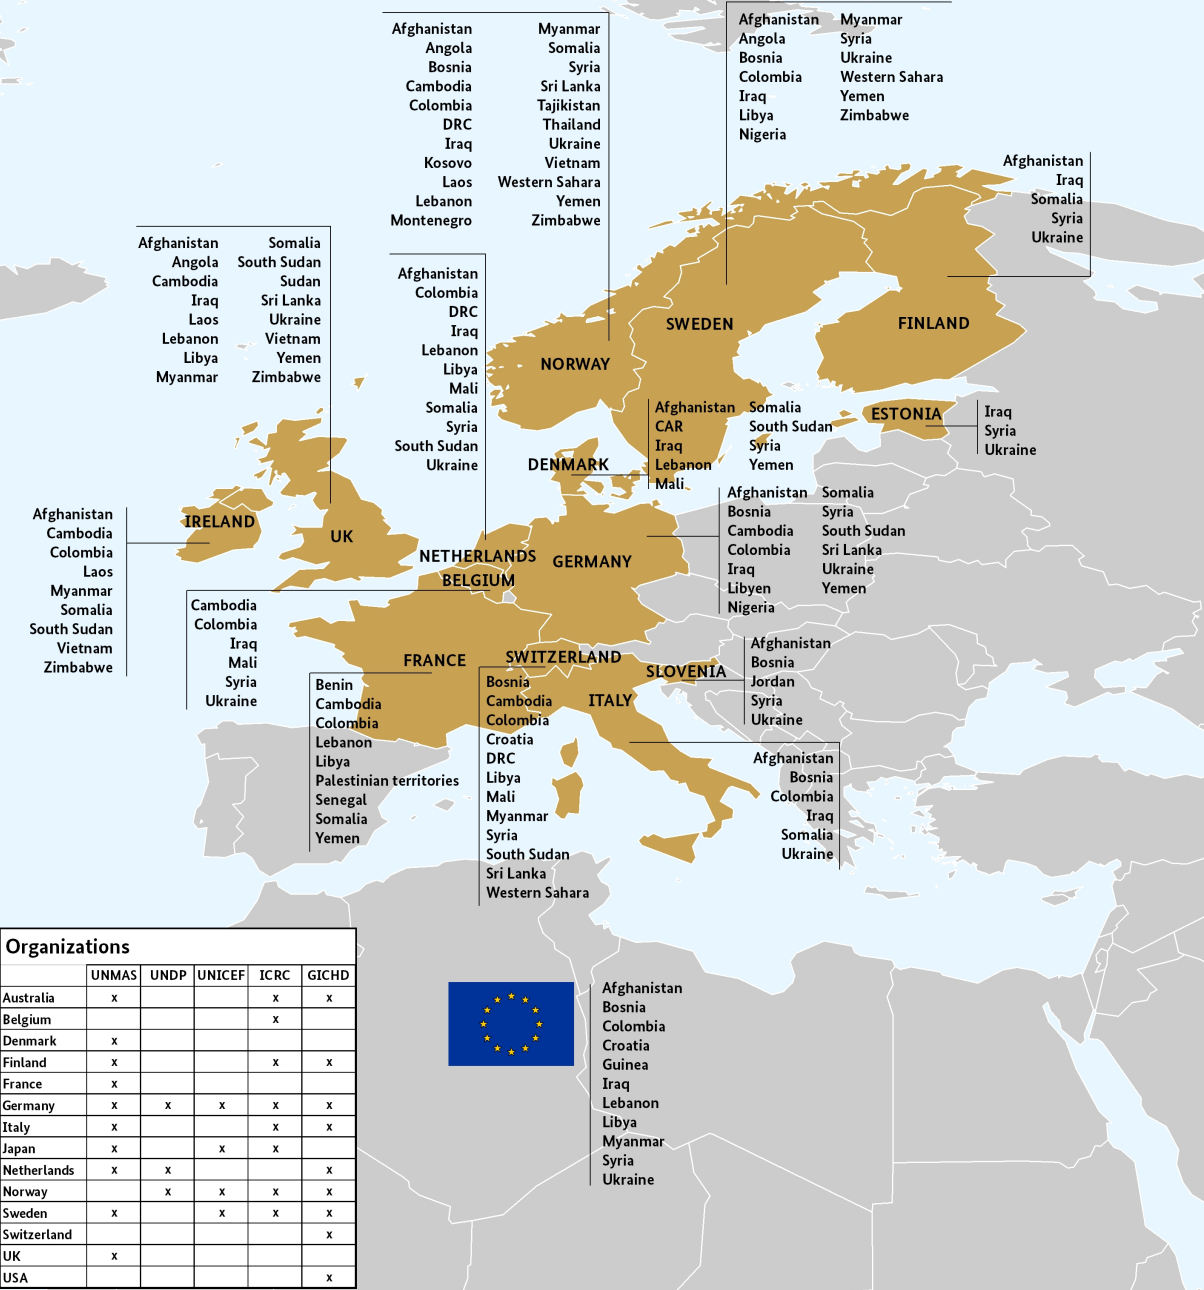 Afghanistan
Angola
Bosnia
Cambodia
Colombia
DRC
Iraq
Kosovo
Laos
Lebanon
Montenegro
Myanmar
Somalia
Syria
Sri Lanka
Tajikistan
Thailand
Ukraine
Vietnam
Western Sahara
Yemen
Zimbabwe
Afghanistan
Angola
Bosnia
Colombia
Iraq
Libya
Nigeria
Myanmar
Syria
Ukraine
Western Sahara
Yemen
Zimbabwe
Afghanistan
Iraq
Somalia
Syria
Ukraine
Afghanistan
Angola
Cambodia
Iraq
Laos
Lebanon
Libya
Myanmar
Somalia
South Sudan
Sudan
Sri Lanka
Ukraine
Vietnam
Yemen
Zimbabwe
Afghanistan
Colombia
DRC
Iraq
Lebanon
Libya
Mali
Somalia
Syria
South Sudan
Ukraine
NORWAY
SWEDEN
FINLAND
ESTONIA
Iraq
Syria
Ukraine
DENMARK
Afghanistan
CAR
Iraq
Lebanon
Mali
Somalia
South Sudan
Syria
Yemen
IRELAND
UK
Afghanistan
Cambodia
Colombia
Laos
Myanmar
Somalia
South Sudan
Vietnam
Zimbabwe
NETHERLANDS
BELGIUM
GERMANY
Afghanistan
Bosnia
Cambodia
Colombia
Iraq
Libyen
Nigeria
Somalia
Syria
South Sudan
Sri Lanka
Ukraine
Yemen
Cambodia
Colombia
Iraq
Mali
Syria
Ukraine
FRANCE
SWITZERLAND
SLOVENIA
ITALY
Afghanistan
Bosnia
Jordan
Syria
Ukraine
Benin
Cambodia
Colombia
Lebanon
Libya
Palestinian territories
Senegal
Somalia
Yemen
Bosnia
Cambodia
Colombia
Croatia
DRC
Libya
Mali
Myanmar
Syria
South Sudan
Sri Lanka
Western Sahara
Afghanistan
Bosnia
Colombia
Iraq
Somalia
Ukraine
Organizations
UNMAS UNDP UNICEF ICRC GICHD
Australia x x x
Belgium x
Denmark x
Finland x x x
France x
Germany x x x x x
Italy x x x
Japan x x x
Netherlands x x x
Norway x x x x
Sweden x x x x
Switzerland x
UK x
USA x
Afghanistan
Bosnia
Colombia
Croatia
Guinea
Iraq
Lebanon
Libya
Myanmar
Syria
Ukraine